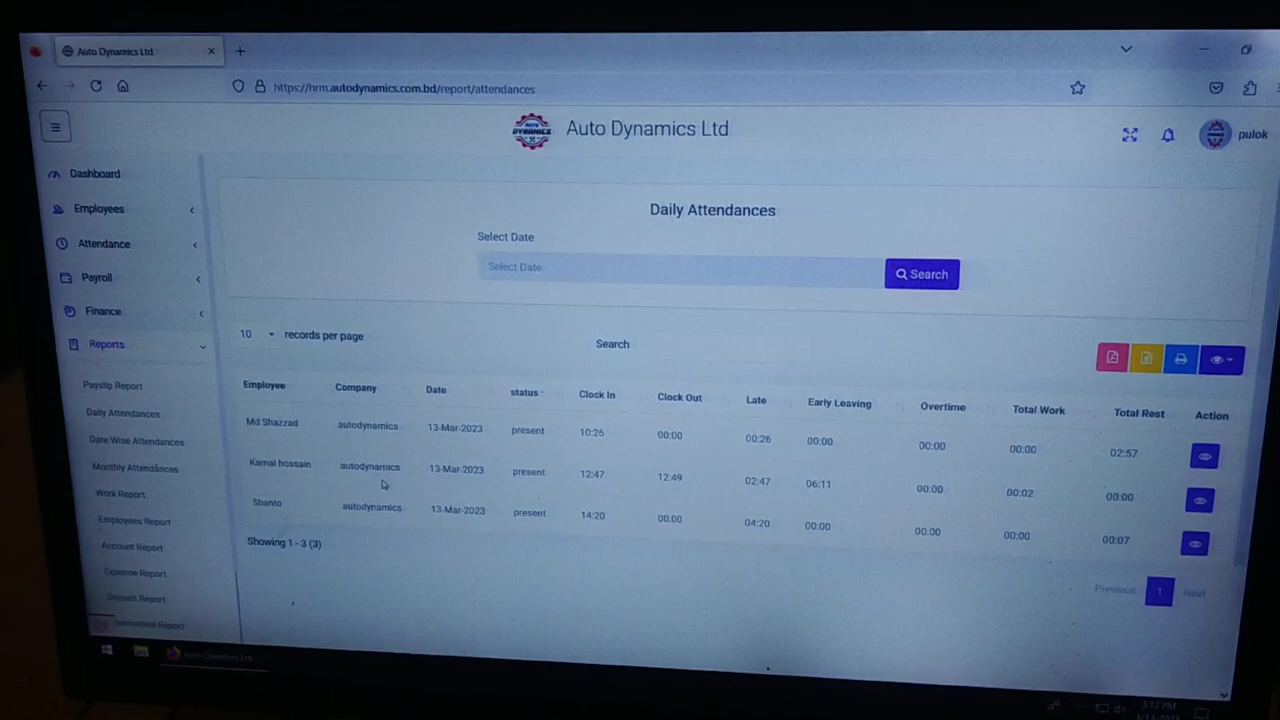 Auto Dynamics Ltd
https://hrm.autodynamics.com.bd/report/attendances
AUTO DYNAMICS
Auto Dynamics Ltd
pulok
Dashboard
Employees
Attendance
Payroll
Finance
Reports
Payslip Report
Daily Attendances
Date Wise Attendances
Monthly Attendances
Work Report
Employees Report
Account Report
Expense Report
Deposit Report
Daily Attendances
Select Date
Select Date
Search
10 records per page
Search
Employee Company Date status Clock In Clock Out Late Early Leaving Overtime Total Work Total Rest Action
Md Shazzad autodynamics 13-Mar-2023 present 10:26 00:00 00:26 00:00 00:00 00:00 02:57
Kamal hossain autodynamics 13-Mar-2023 present 12:47 12:49 02:47 06:11 00:00 00:02 00:00
Shanto autodynamics 13-Mar-2023 present 14:20 00:00 04:20 00:00 00:00 00:00 00:07
Showing 1 - 3 (3)
Previous 1 Next
3:12 PM